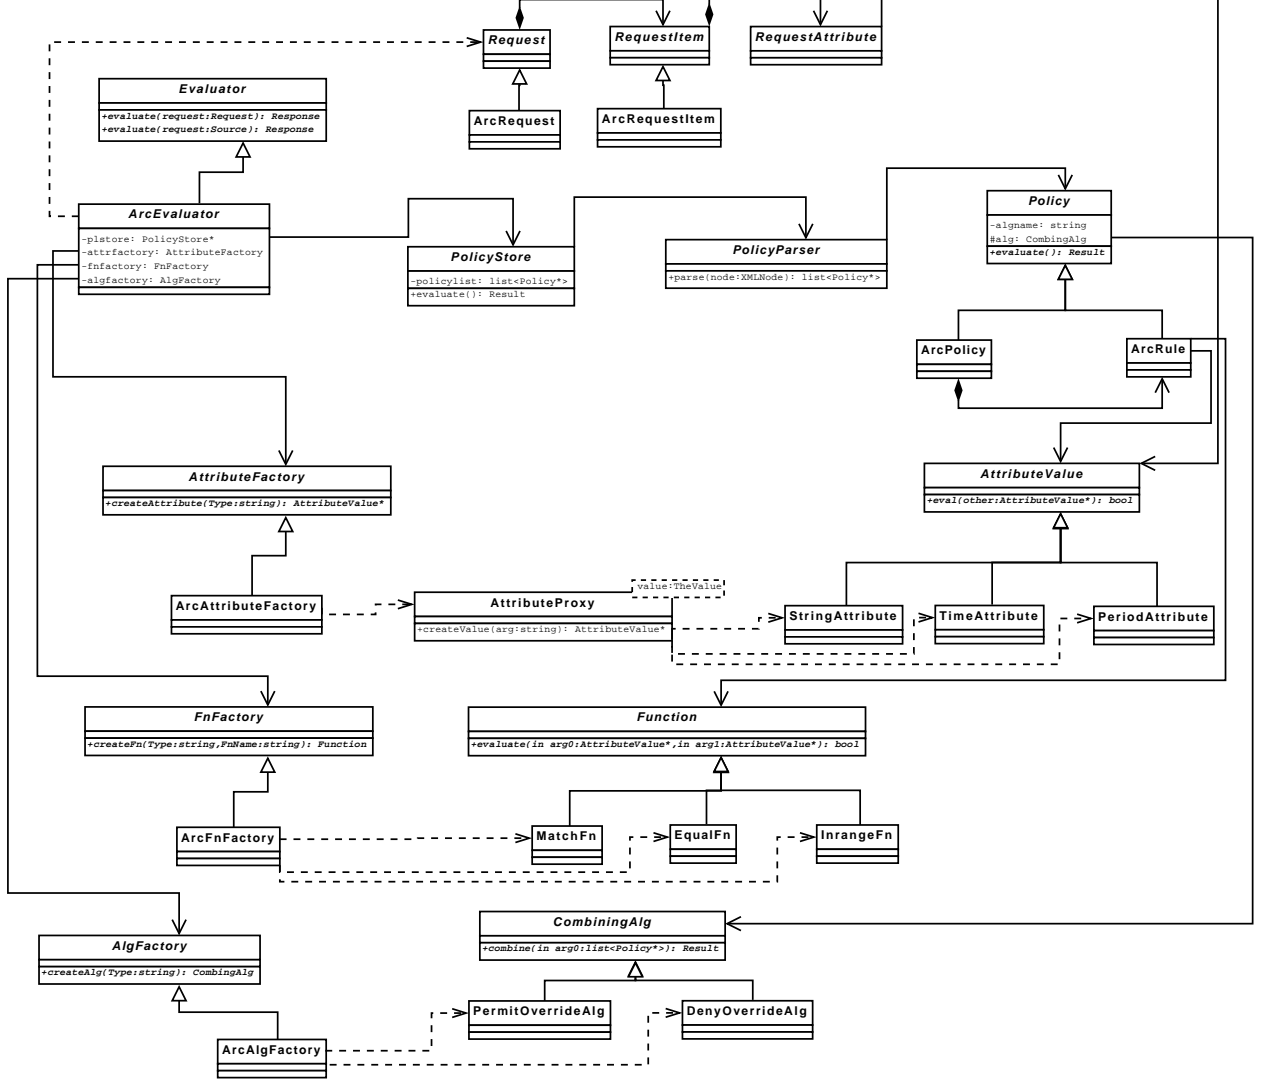 Request
RequestItem
RequestAttribute
Evaluator
+evaluate(request:Request): Response
+evaluate(request:Source): Response
ArcRequest
ArcRequestItem
ArcEvaluator
-plstore: PolicyStore*
-attrfactory: AttributeFactory
-fnfactory: FnFactory
-algfactory: AlgFactory
PolicyStore
-policylist: list<Policy*>
+evaluate(): Result
PolicyParser
+parse(node:XMLNode): list<Policy*>
Policy
-algname: string
#alg: CombingAlg
+evaluate(): Result
ArcPolicy
ArcRule
AttributeFactory
+createAttribute(Type:string): AttributeValue*
AttributeValue
+eval(other:AttributeValue*): bool
ArcAttributeFactory
value:TheValue
AttributeProxy
+createValue(arg:string): AttributeValue*
StringAttribute
TimeAttribute
PeriodAttribute
FnFactory
+createFn(Type:string,FnName:string): Function
Function
+evaluate(in arg0:AttributeValue*,in arg1:AttributeValue*): bool
ArcFnFactory
MatchFn
EqualFn
InrangeFn
CombiningAlg
+combine(in arg0:list<Policy*>): Result
AlgFactory
+createAlg(Type:string): CombingAlg
PermitOverrideAlg
DenyOverrideAlg
ArcAlgFactory